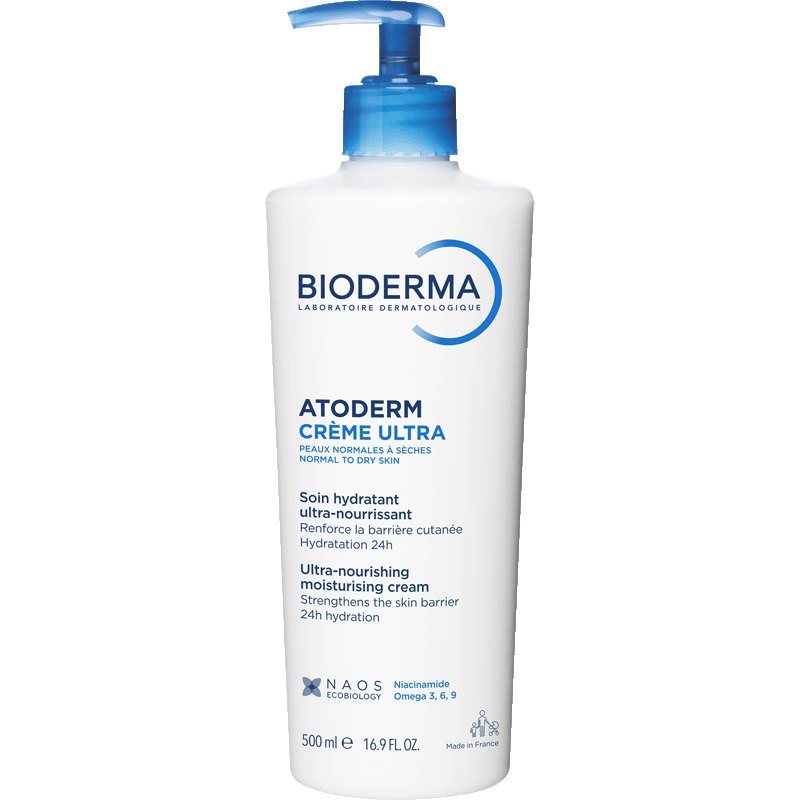 BIODERMA
LABORATOIRE DERMATOLOGIQUE
ATODERM
CRÈME ULTRA
PEAUX NORMALES À SÈCHES
NORMAL TO DRY SKIN
Soin hydratant
ultra-nourrissant
Renforce la barrière cutanée
Hydratation 24h
Ultra-nourishing
moisturising cream
Strengthens the skin barrier
24h hydration
NAOS
ECOBIOLOGY
Niacinamide
Omega 3, 6, 9
500 ml ℮ 16.9 FL. OZ.
Made in France